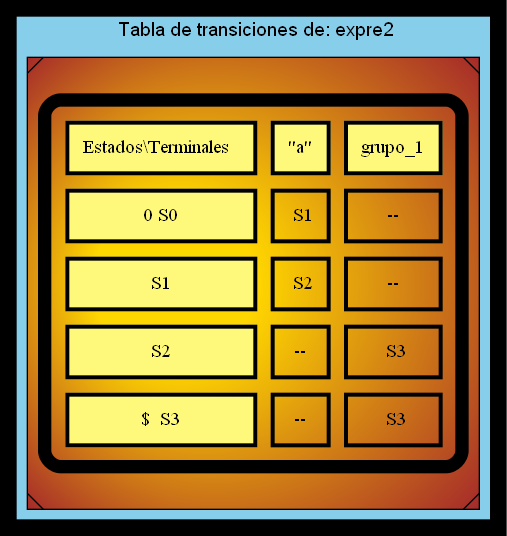 Tabla de transiciones de: expre2
Estados\Terminales "a" grupo_1
0 S0 S1 --
S1 S2 --
S2 -- S3
$ S3 -- S3